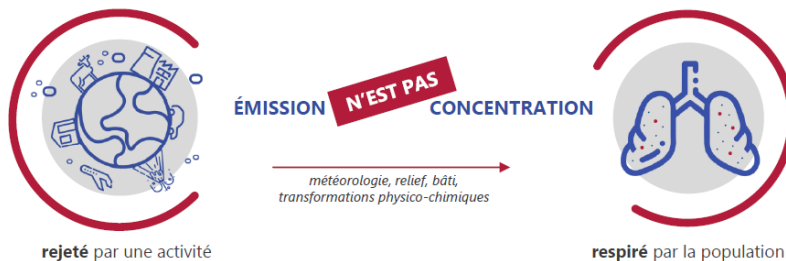 ÉMISSION N'EST PAS CONCENTRATION
météorologie, relief, bâti,
transformations physico-chimiques
rejeté par une activité
respiré par la population